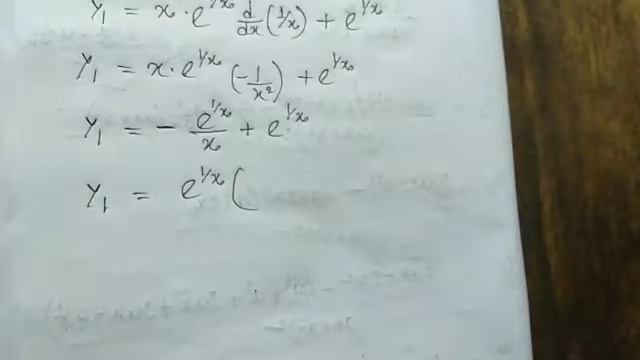 y₁ = x · e^{1/x} d/dx (1/x) + e^{1/x}
y₁ = x · e^{1/x} (-1/x²) + e^{1/x}
y₁ = - e^{1/x}/x + e^{1/x}
y₁ = e^{1/x} (